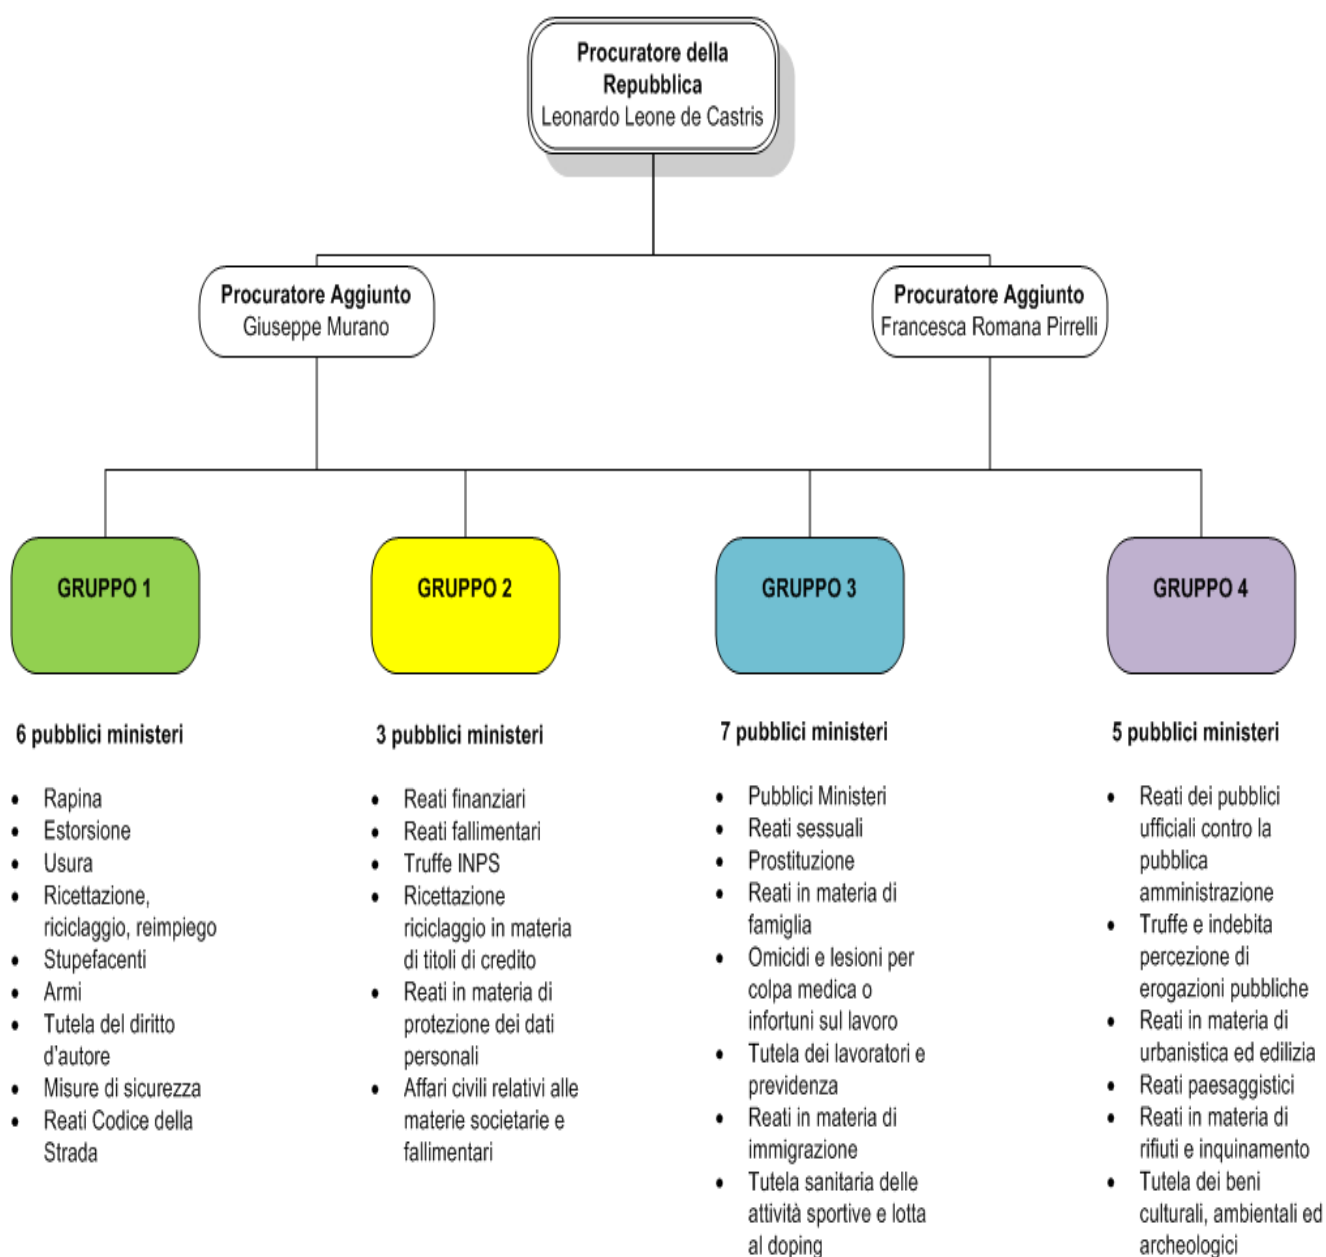 Procuratore della
Repubblica
Leonardo Leone de Castris
Procuratore Aggiunto
Giuseppe Murano
Procuratore Aggiunto
Francesca Romana Pirrelli
GRUPPO 1
GRUPPO 2
GRUPPO 3
GRUPPO 4
6 pubblici ministeri
• Rapina
• Estorsione
• Usura
• Ricettazione,
riciclaggio, reimpiego
• Stupefacenti
• Armi
• Tutela del diritto
d'autore
• Misure di sicurezza
• Reati Codice della
Strada
3 pubblici ministeri
• Reati finanziari
• Reati fallimentari
• Truffe INPS
• Ricettazione
riciclaggio in materia
di titoli di credito
• Reati in materia di
protezione dei dati
personali
• Affari civili relativi alle
materie societarie e
fallimentari
7 pubblici ministeri
• Pubblici Ministeri
• Reati sessuali
• Prostituzione
• Reati in materia di
famiglia
• Omicidi e lesioni per
colpa medica o
infortuni sul lavoro
• Tutela dei lavoratori e
previdenza
• Reati in materia di
immigrazione
• Tutela sanitaria delle
attività sportive e lotta
al doping
5 pubblici ministeri
• Reati dei pubblici
ufficiali contro la
pubblica
amministrazione
• Truffe e indebita
percezione di
erogazioni pubbliche
• Reati in materia di
urbanistica ed edilizia
• Reati paesaggistici
• Reati in materia di
rifiuti e inquinamento
• Tutela dei beni
culturali, ambientali ed
archeologici